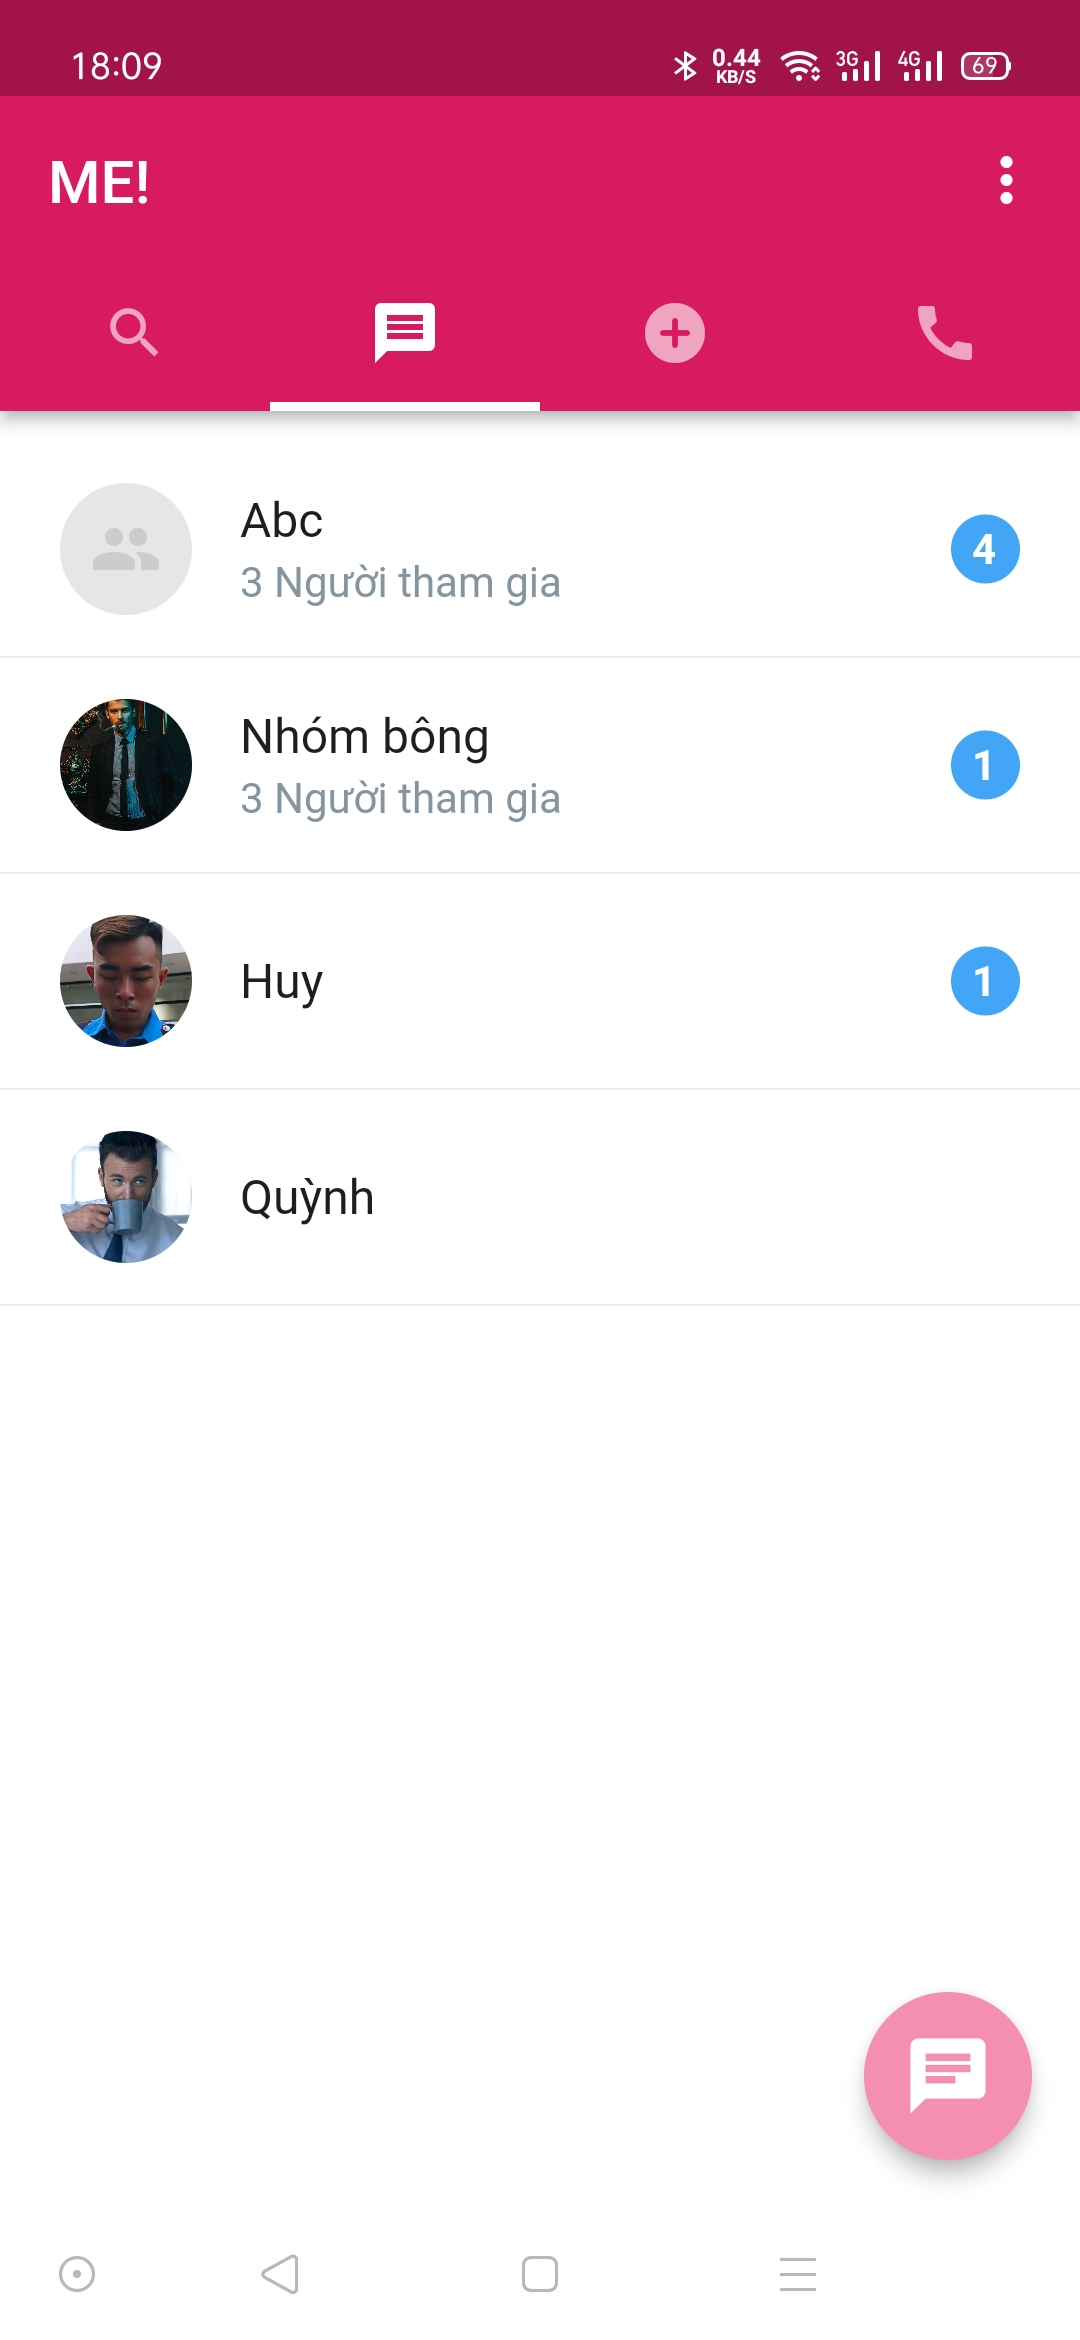 18:09
0.44
KB/S
3G
4G
69
ME!
Abc
3 Người tham gia
4
Nhóm bông
3 Người tham gia
1
Huy
1
Quỳnh